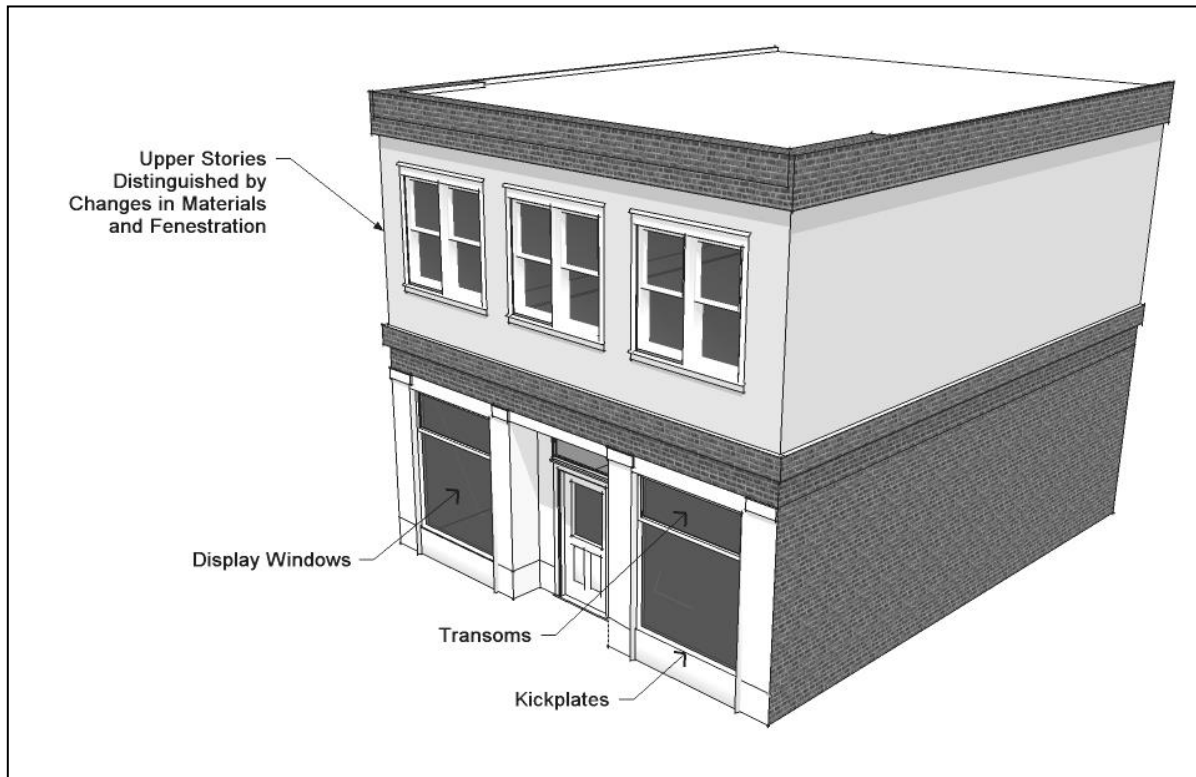 Upper Stories
Distinguished by
Changes in Materials
and Fenestration
Display Windows
Transoms
Kickplates